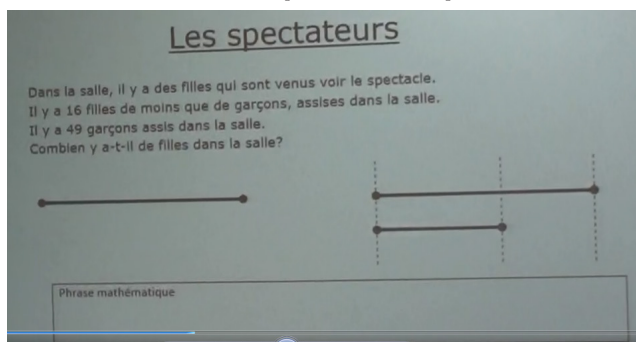 Les spectateurs
Dans la salle, il y a des filles qui sont venus voir le spectacle.
Il y a 16 filles de moins que de garçons, assises dans la salle.
Il y a 49 garçons assis dans la salle.
Combien y a-t-il de filles dans la salle?
Phrase mathématique